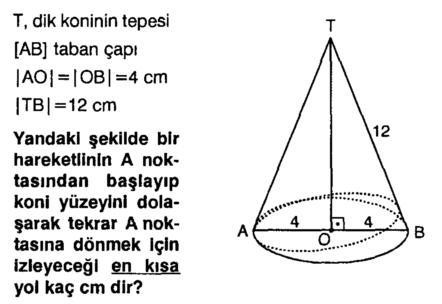 T, dik koninin tepesi
[AB] taban çapı
|AO|=|OB|=4 cm
|TB|=12 cm
Yandaki şekilde bir
hareketlinin A nok-
tasından başlayıp
koni yüzeyini dola-
şarak tekrar A nok-
tasına dönmek için
izleyeceği en kısa
yol kaç cm dir?
T
12
4
4
A
O
B